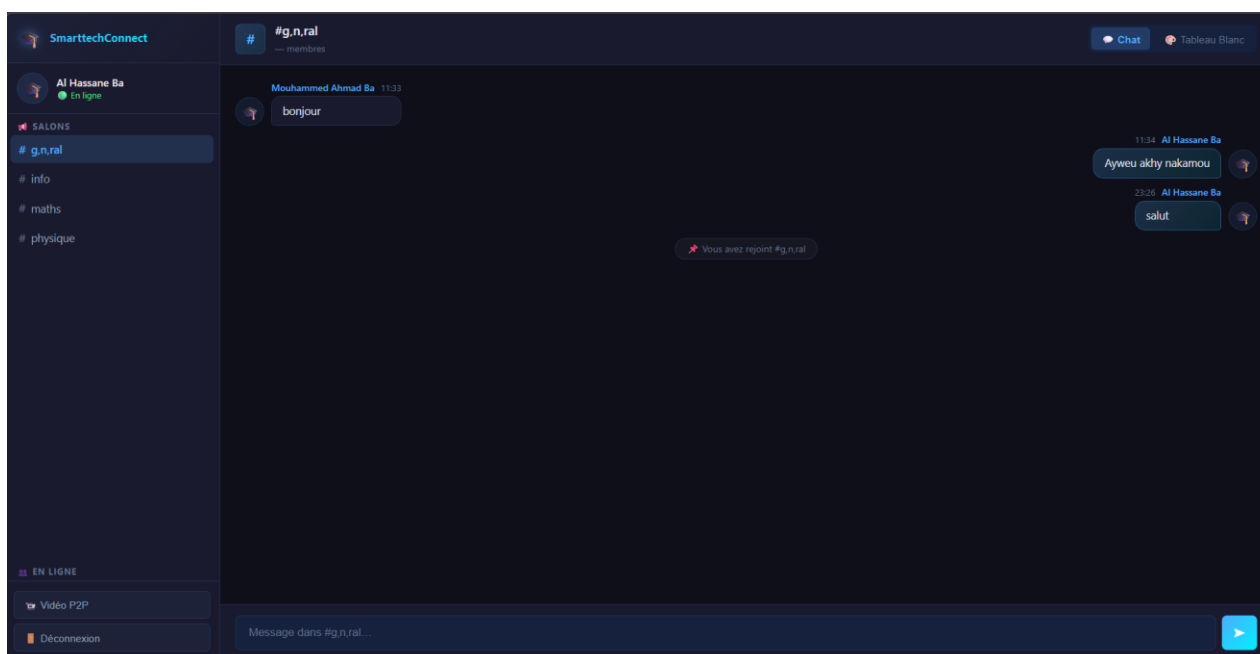 SmarttechConnect
Al Hassane Ba
En ligne
SALONS
# g,n,ral
# info
# maths
# physique
EN LIGNE
Vidéo P2P
Déconnexion
#
#g,n,ral
— membres
Chat
Tableau Blanc
Mouhammed Ahmad Ba 11:33
bonjour
11:34 Al Hassane Ba
Ayweu akhy nakamou
23:26 Al Hassane Ba
salut
Vous avez rejoint #g,n,ral
Message dans #g,n,ral...